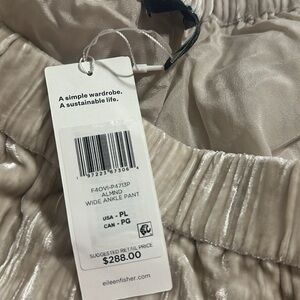 A simple wardrobe.
A sustainable life.
F4OVI-P4713P
ALMND
WIDE ANKLE PANT
USA - PL
CAN - PG
SUGGESTED RETAIL PRICE
$288.00
eileenfisher.com